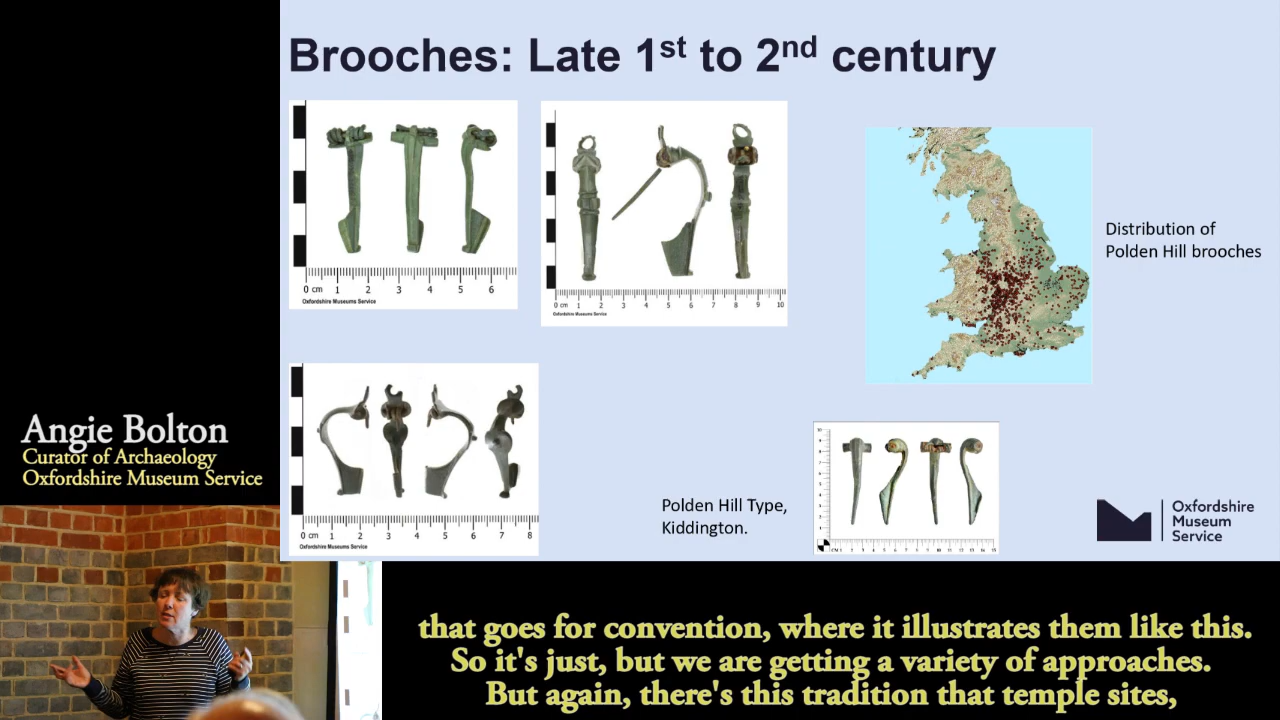 Brooches: Late 1st to 2nd century
0 cm 1 2 3 4 5 6
Oxfordshire Museums Service
0 cm 1 2 3 4 5 6 7 8 9 10
Oxfordshire Museums Service
Distribution of
Polden Hill brooches
0 cm 1 2 3 4 5 6 7 8
Oxfordshire Museums Service
Polden Hill Type,
Kiddington.
Oxfordshire
Museum
Service
Angie Bolton
Curator of Archaeology
Oxfordshire Museum Service
that goes for convention, where it illustrates them like this.
So it's just, but we are getting a variety of approaches.
But again, there's this tradition that temple sites,